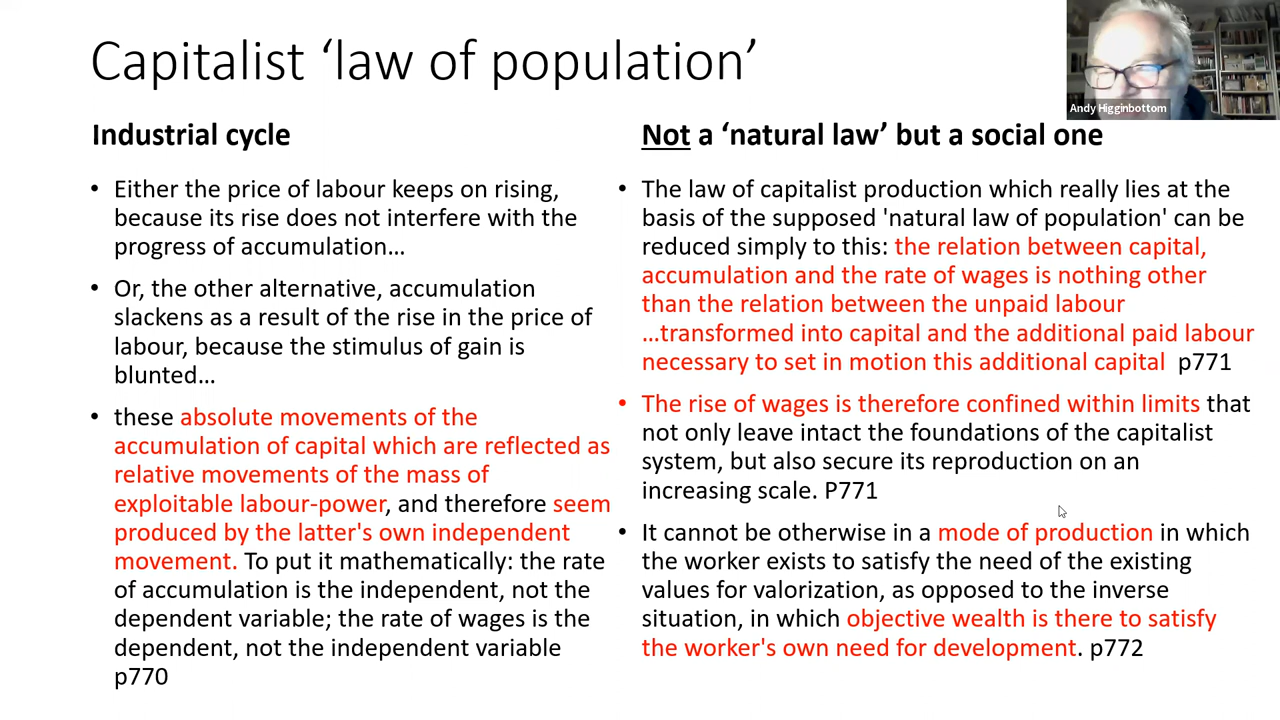 Capitalist ‘law of population’
Andy Higginbottom
Industrial cycle
• Either the price of labour keeps on rising,
because its rise does not interfere with the
progress of accumulation…
• Or, the other alternative, accumulation
slackens as a result of the rise in the price of
labour, because the stimulus of gain is
blunted…
• these absolute movements of the
accumulation of capital which are reflected as
relative movements of the mass of
exploitable labour-power, and therefore seem
produced by the latter's own independent
movement. To put it mathematically: the rate
of accumulation is the independent, not the
dependent variable; the rate of wages is the
dependent, not the independent variable
p770
Not a ‘natural law’ but a social one
• The law of capitalist production which really lies at the
basis of the supposed 'natural law of population' can be
reduced simply to this: the relation between capital,
accumulation and the rate of wages is nothing other
than the relation between the unpaid labour
…transformed into capital and the additional paid labour
necessary to set in motion this additional capital p771
• The rise of wages is therefore confined within limits that
not only leave intact the foundations of the capitalist
system, but also secure its reproduction on an
increasing scale. P771
• It cannot be otherwise in a mode of production in which
the worker exists to satisfy the need of the existing
values for valorization, as opposed to the inverse
situation, in which objective wealth is there to satisfy
the worker's own need for development. p772